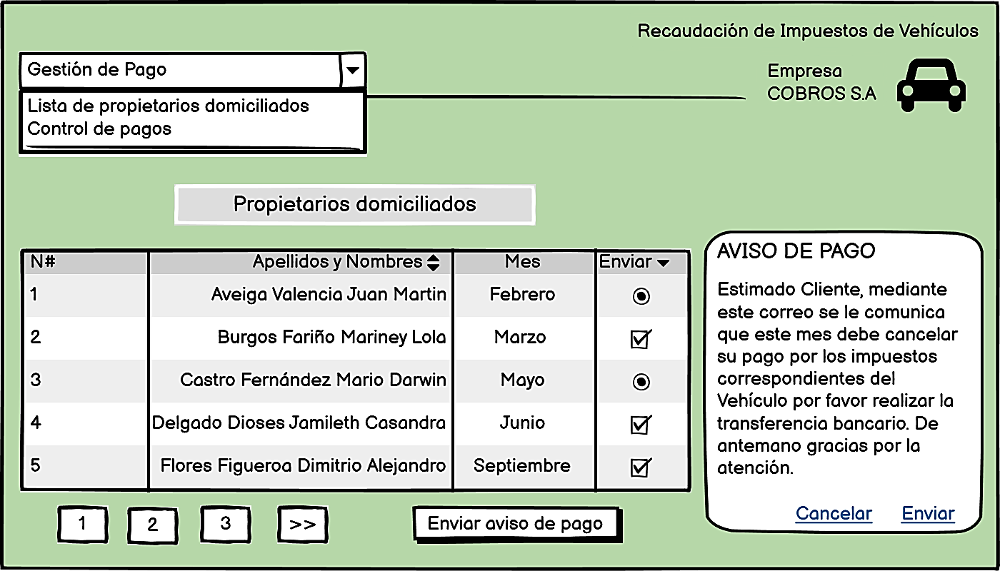 Recaudación de Impuestos de Vehículos
Gestión de Pago
Empresa
COBROS S.A
Lista de propietarios domiciliados
Control de pagos
Propietarios domiciliados
N# Apellidos y Nombres Mes Enviar
1 Aveiga Valencia Juan Martin Febrero
2 Burgos Fariño Mariney Lola Marzo
3 Castro Fernández Mario Darwin Mayo
4 Delgado Dioses Jamileth Casandra Junio
5 Flores Figueroa Dimitrio Alejandro Septiembre
AVISO DE PAGO
Estimado Cliente, mediante
este correo se le comunica
que este mes debe cancelar
su pago por los impuestos
correspondientes del
Vehículo por favor realizar la
transferencia bancario. De
antemano gracias por la
atención.
Cancelar Enviar
1 2 3 >> Enviar aviso de pago